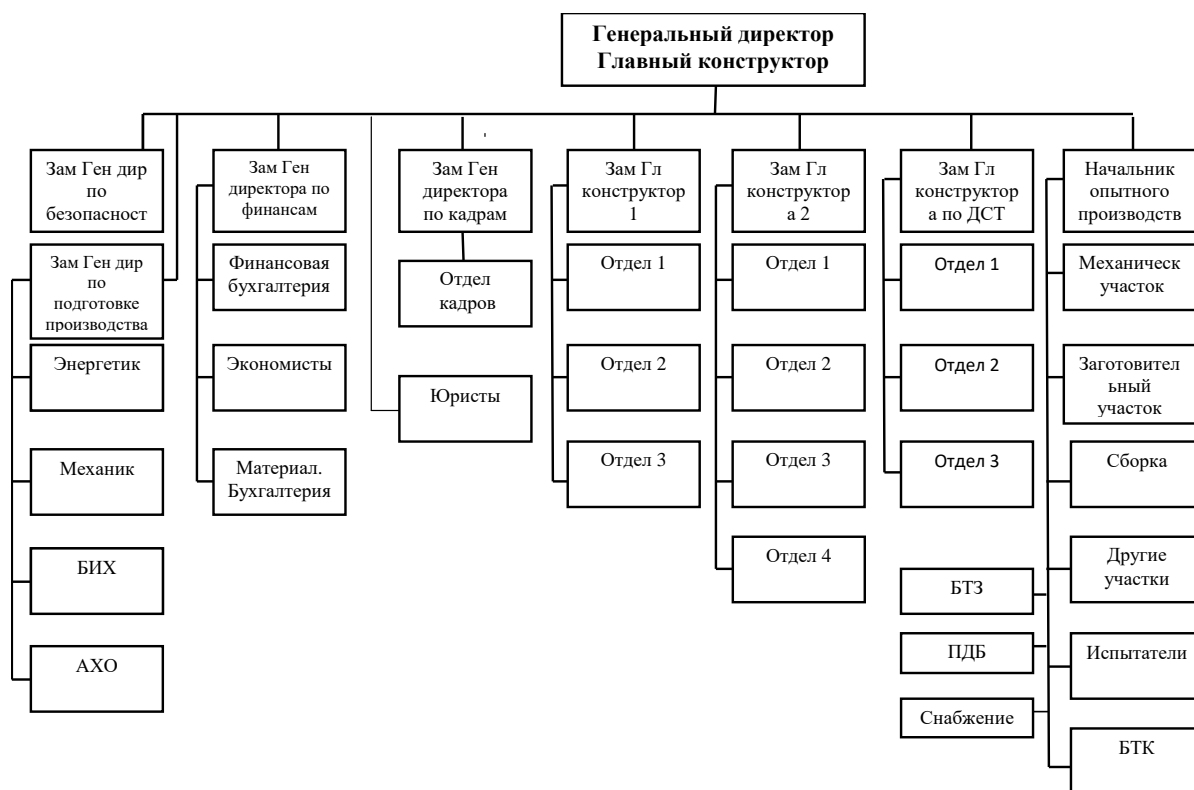 Генеральный директор
Главный конструктор
Зам Ген дир
по
безопасност
Зам Ген
директора по
финансам
Зам Ген
директора
по кадрам
Зам Гл
конструктор
1
Зам Гл
конструктор
а 2
Зам Гл
конструктор
а по ДСТ
Начальник
опытного
производств
Зам Ген дир
по
подготовке
производства
Финансовая
бухгалтерия
Отдел
кадров
Отдел 1
Отдел 1
Отдел 1
Механическ
участок
Энергетик
Экономисты
Юристы
Отдел 2
Отдел 2
Отдел 2
Заготовител
ьный
участок
Механик
Материал.
Бухгалтерия
Отдел 3
Отдел 3
Отдел 3
Сборка
БИХ
Отдел 4
БТЗ
Другие
участки
АХО
ПДБ
Испытатели
Снабжение
БТК